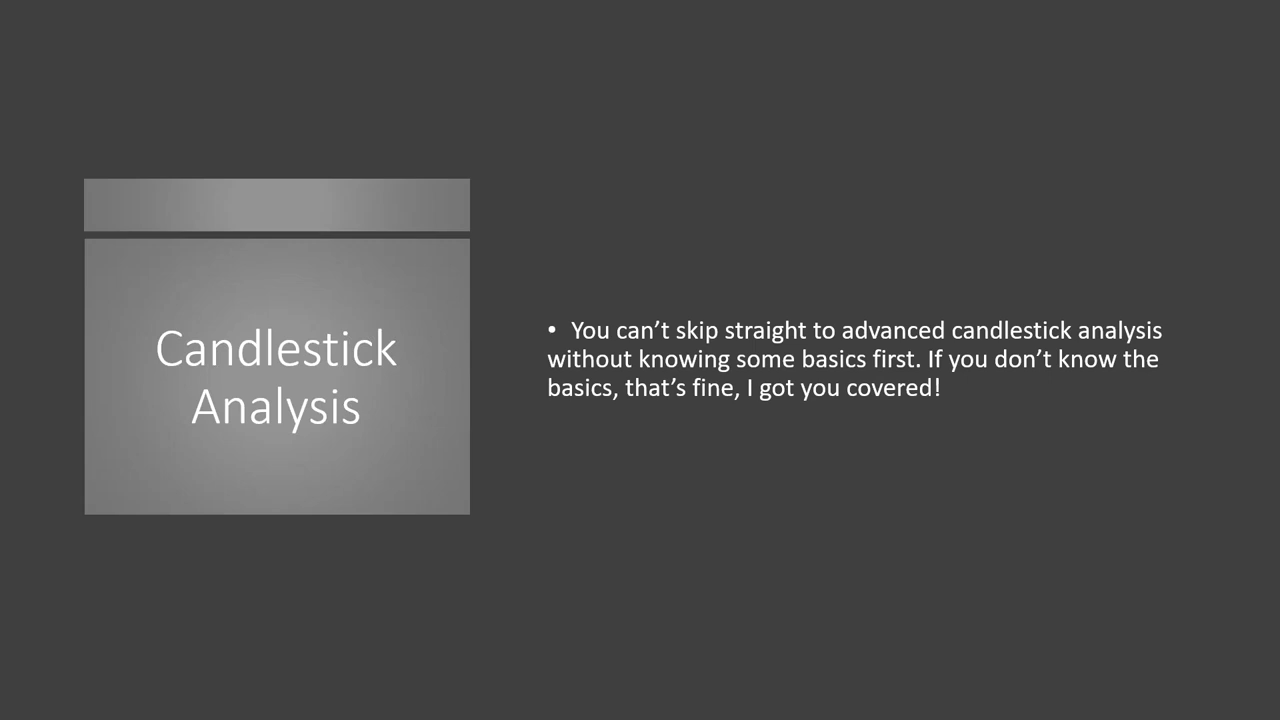 Candlestick
Analysis
• You can’t skip straight to advanced candlestick analysis
without knowing some basics first. If you don’t know the
basics, that’s fine, I got you covered!